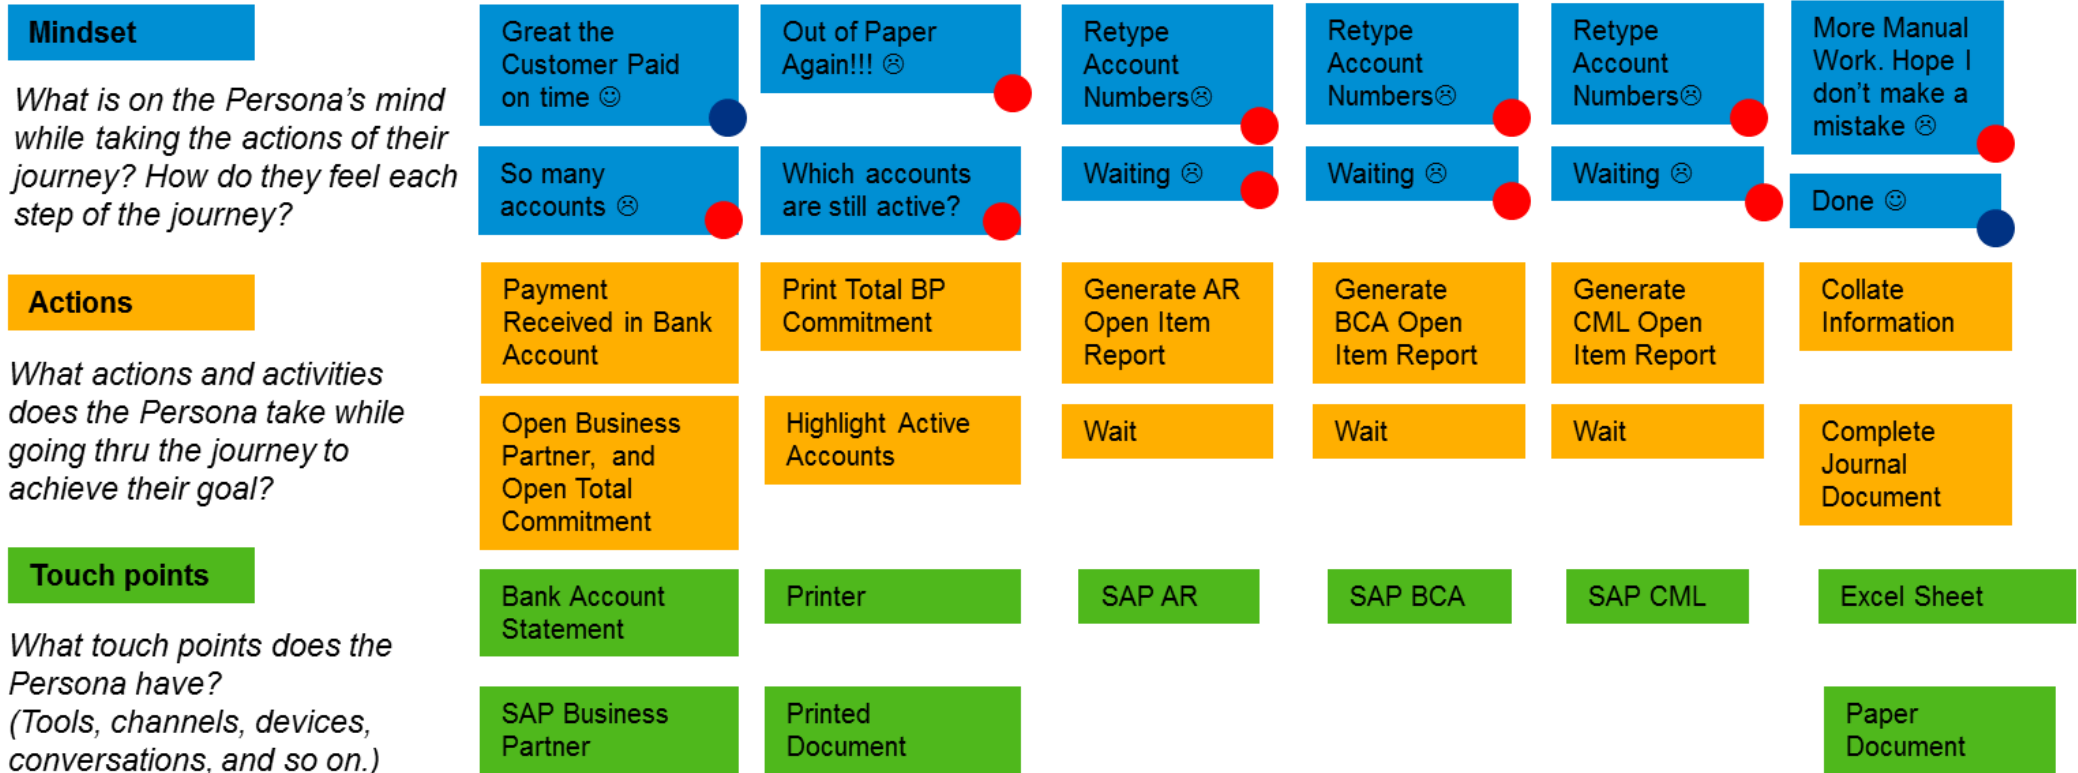 Mindset
What is on the Persona's mind
while taking the actions of their
journey? How do they feel each
step of the journey?
Great the
Customer Paid
on time ☺
Out of Paper
Again!!! ☹
Retype
Account
Numbers☹
Retype
Account
Numbers☹
Retype
Account
Numbers☹
More Manual
Work. Hope I
don't make a
mistake ☹
So many
accounts ☹
Which accounts
are still active?
Waiting ☹
Waiting ☹
Waiting ☹
Done ☺
Actions
What actions and activities
does the Persona take while
going thru the journey to
achieve their goal?
Payment
Received in Bank
Account
Print Total BP
Commitment
Generate AR
Open Item
Report
Generate
BCA Open
Item Report
Generate
CML Open
Item Report
Collate
Information
Open Business
Partner, and
Open Total
Commitment
Highlight Active
Accounts
Wait
Wait
Wait
Complete
Journal
Document
Touch points
What touch points does the
Persona have?
(Tools, channels, devices,
conversations, and so on.)
Bank Account
Statement
Printer
SAP AR
SAP BCA
SAP CML
Excel Sheet
SAP Business
Partner
Printed
Document
Paper
Document